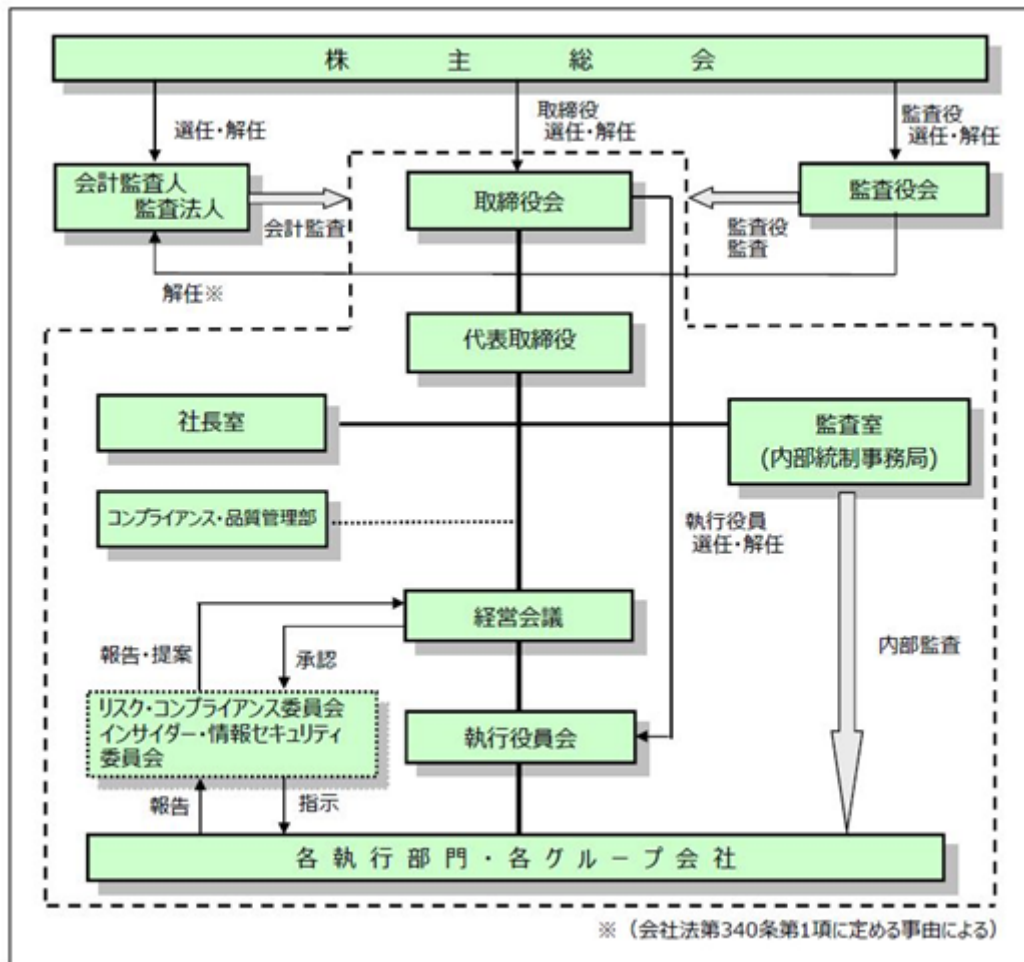 株主総会
選任・解任
取締役
選任・解任
監査役
選任・解任
会計監査人
監査法人
会計監査
取締役会
監査役会
監査役
監査
解任※
代表取締役
社長室
監査室
(内部統制事務局)
コンプライアンス・品質管理部
執行役員
選任・解任
経営会議
報告・提案
承認
内部監査
リスク・コンプライアンス委員会
インサイダー・情報セキュリティ
委員会
執行役員会
報告
指示
各執行部門・各グループ会社
※（会社法第340条第1項に定める事由による）